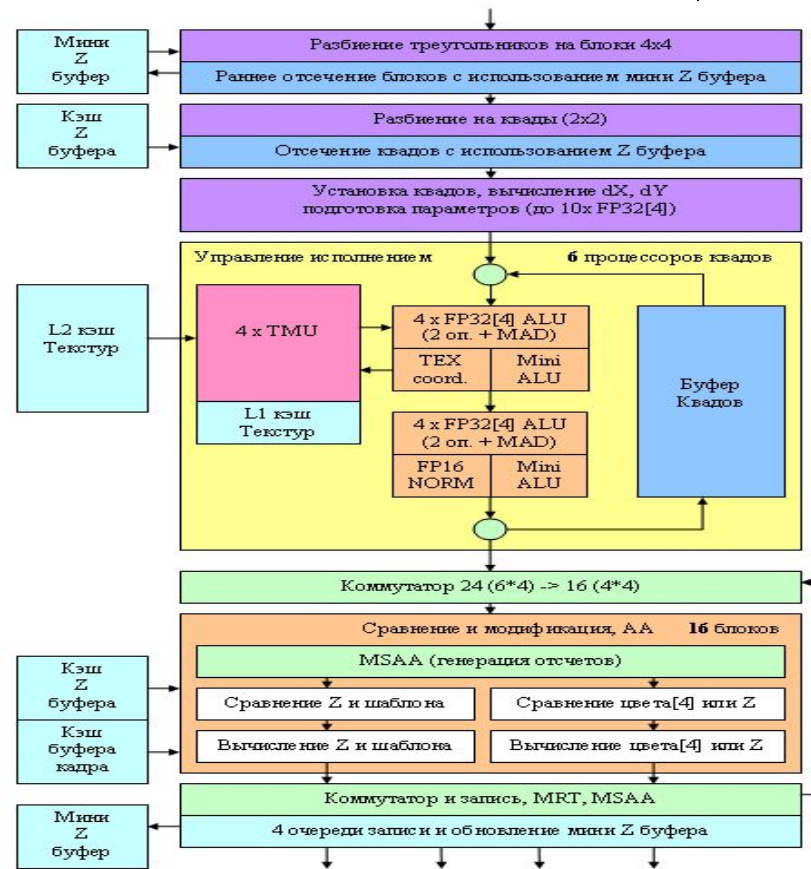 Мини
Z
буфер
Разбиение треугольников на блоки 4x4
Раннее отсечение блоков с использованием мини Z буфера
Кэш
Z
буфера
Разбиение на квады (2x2)
Отсечение квадов с использованием Z буфера
Установка квадов, вычисление dX, dY
подготовка параметров (до 10x FP32[4])
Управление исполнением
6 процессоров квадов
L2 кэш
Текстур
4 x TMU
L1 кэш
Текстур
4 x FP32[4] ALU
(2 оп. + MAD)
TEX
coord.
Mini
ALU
4 x FP32[4] ALU
(2 оп. + MAD)
FP16
NORM
Mini
ALU
Буфер
Квадов
Коммутатор 24 (6*4) -> 16 (4*4)
Сравнение и модификация, AA
16 блоков
MSAA (генерация отсчетов)
Кэш
Z
буфера
Сравнение Z и шаблона
Сравнение цвета[4] или Z
Кэш
буфера
кадра
Вычисление Z и шаблона
Вычисление цвета[4] или Z
Коммутатор и запись, MRT, MSAA
Мини
Z
буфер
4 очереди записи и обновление мини Z буфера